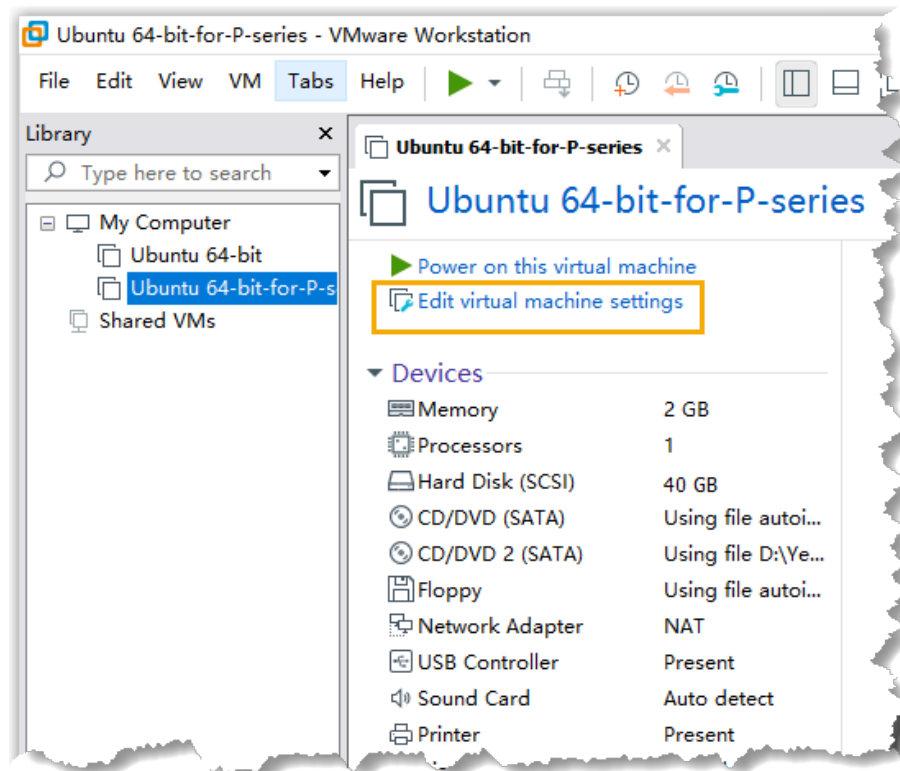 Ubuntu 64-bit-for-P-series - VMware Workstation
File Edit View VM Tabs Help
Library
Type here to search
My Computer
Ubuntu 64-bit
Ubuntu 64-bit-for-P-s
Shared VMs
Ubuntu 64-bit-for-P-series
Ubuntu 64-bit-for-P-series
Power on this virtual machine
Edit virtual machine settings
Devices
Memory 2 GB
Processors 1
Hard Disk (SCSI) 40 GB
CD/DVD (SATA) Using file autoi...
CD/DVD 2 (SATA) Using file D:\Ye...
Floppy Using file autoi...
Network Adapter NAT
USB Controller Present
Sound Card Auto detect
Printer Present